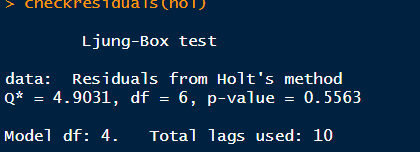 > checkresiduals(hol)
Ljung-Box test
data:  Residuals from Holt's method
Q* = 4.9031, df = 6, p-value = 0.5563
Model df: 4.   Total lags used: 10